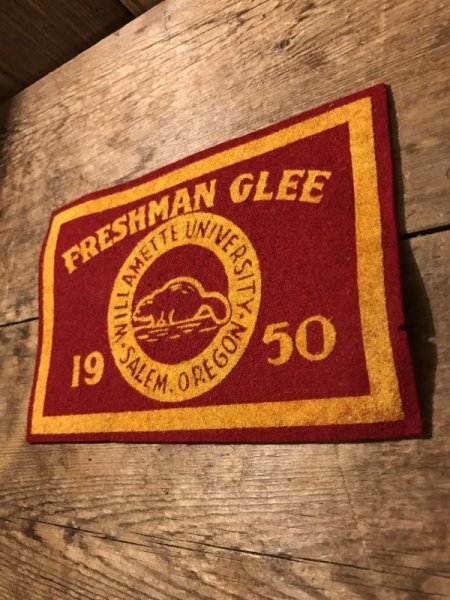 FRESHMAN GLEE
WILLAMETTE UNIVERSITY
SALEM, OREGON
19 50